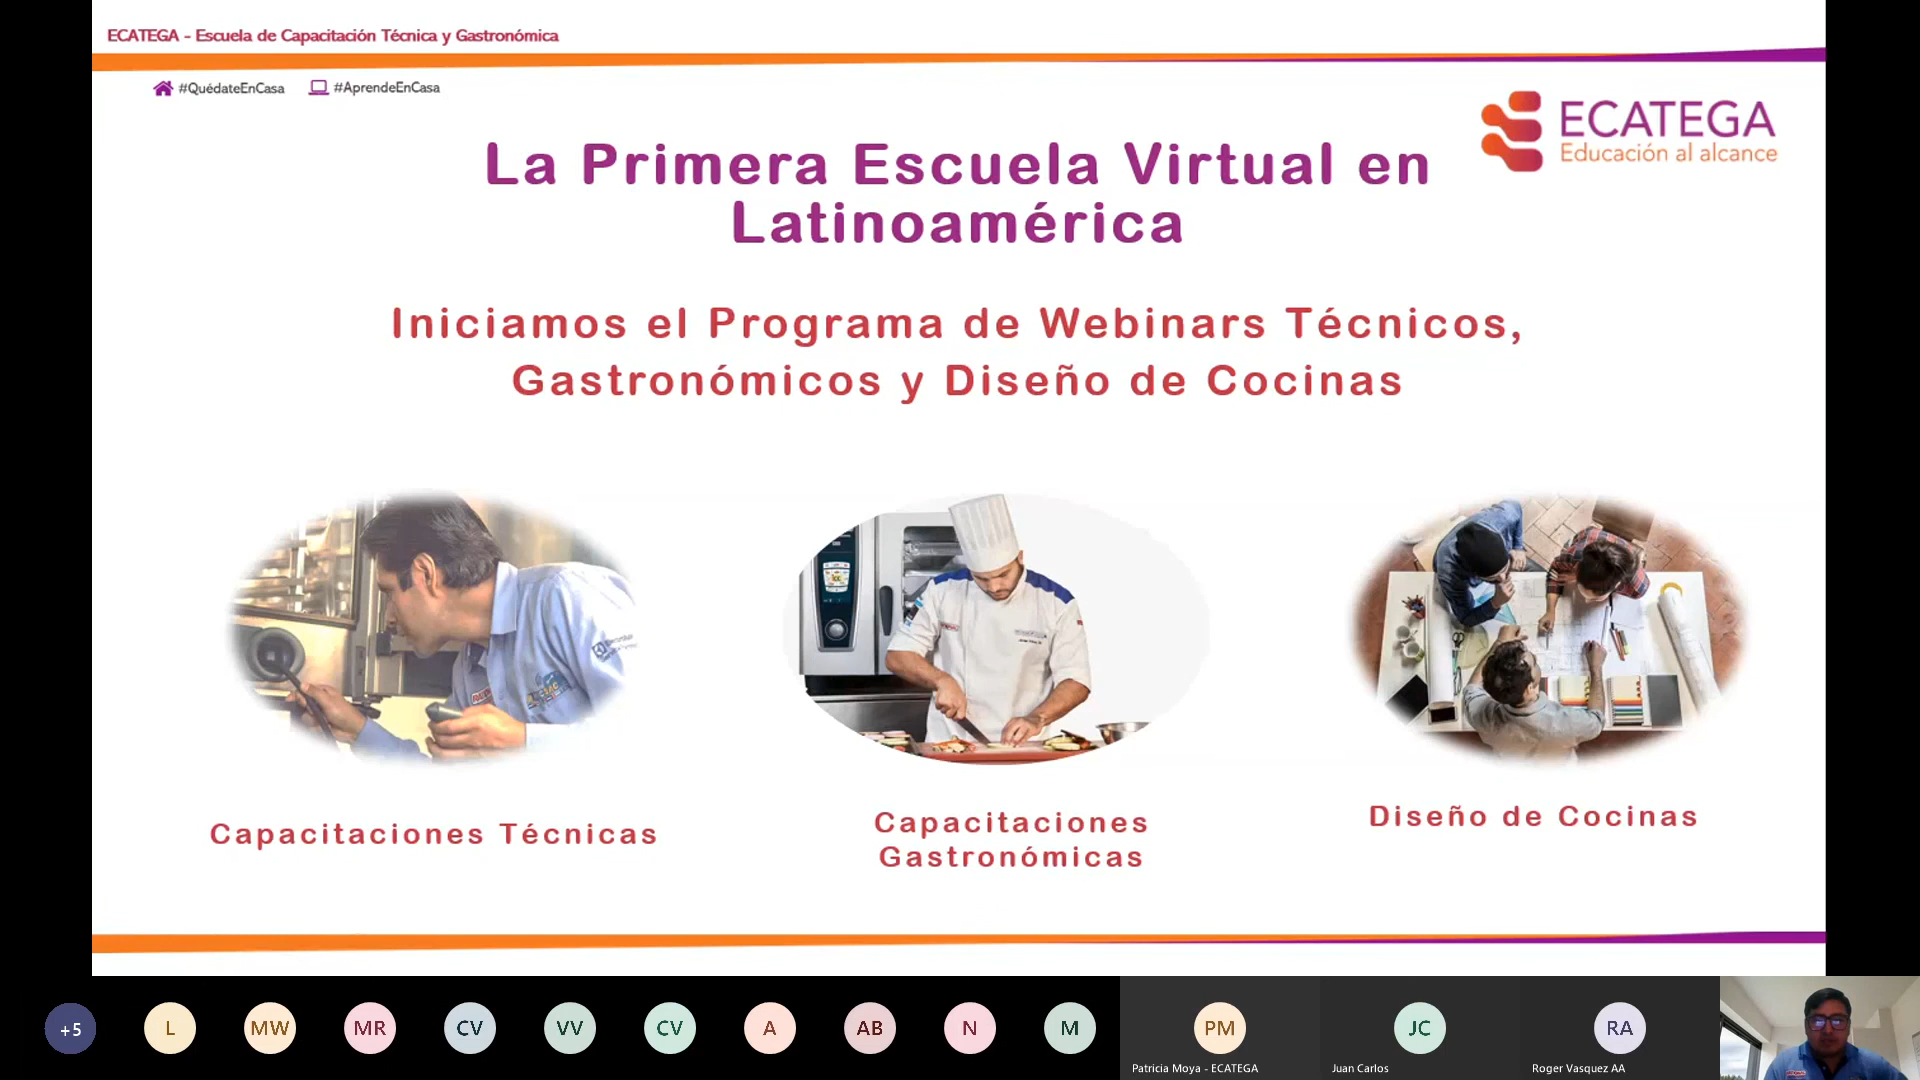 ECATEGA - Escuela de Capacitación Técnica y Gastronómica
#QuédateEnCasa #AprendeEnCasa
ECATEGA
Educación al alcance
La Primera Escuela Virtual en
Latinoamérica
Iniciamos el Programa de Webinars Técnicos,
Gastronómicos y Diseño de Cocinas
Capacitaciones Técnicas
Capacitaciones
Gastronómicas
Diseño de Cocinas
+5 L MW MR CV VV CV A AB N M PM JC RA
Patricia Moya - ECATEGA Juan Carlos Roger Vasquez AA